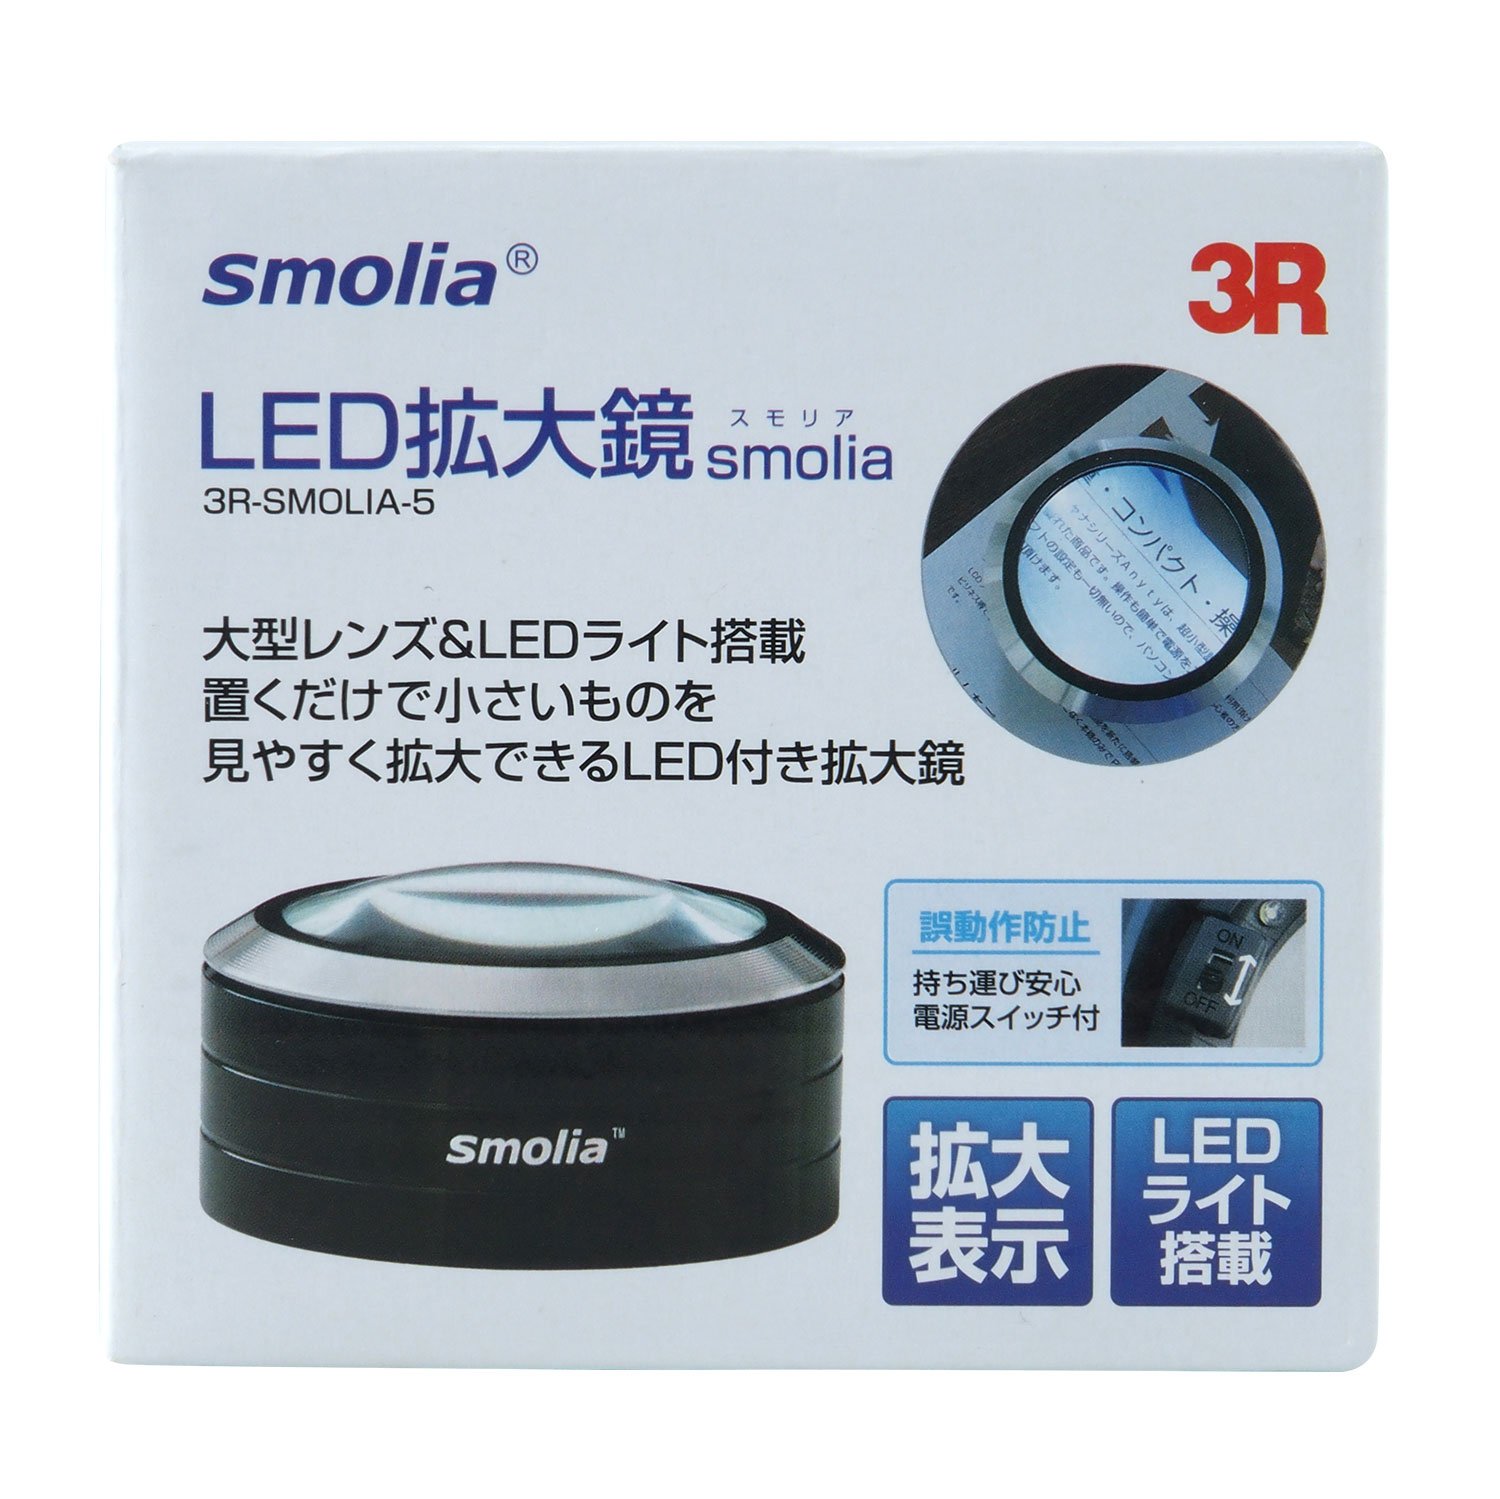 smolia®
3R
LED拡大鏡 smolia
スモリア
3R-SMOLIA-5
・コンパクト・操
大型レンズ&LEDライト搭載
置くだけで小さいものを
見やすく拡大できるLED付き拡大鏡
smolia™
誤動作防止
持ち運び安心
電源スイッチ付
ON
OFF
拡大
表示
LED
ライト
搭載